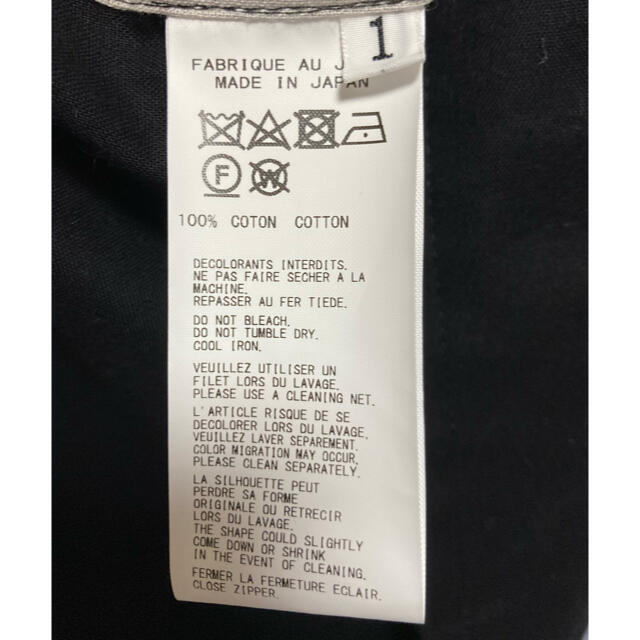 1
FABRIQUE AU J
MADE IN JAPAN
F W
100% COTON COTTON
DECOLORANTS INTERDITS.
NE PAS FAIRE SECHER A LA
MACHINE.
REPASSER AU FER TIEDE.
DO NOT BLEACH.
DO NOT TUMBLE DRY.
COOL IRON.
VEUILLEZ UTILISER UN
FILET LORS DU LAVAGE.
PLEASE USE A CLEANING NET.
L'ARTICLE RISQUE DE SE
DECOLORER LORS DU LAVAGE.
VEUILLEZ LAVER SEPAREMENT.
COLOR MIGRATION MAY OCCUR.
PLEASE CLEAN SEPARATELY.
LA SILHOUETTE PEUT
PERDRE SA FORME
ORIGINALE OU RETRECIR
LORS DU LAVAGE.
THE SHAPE COULD SLIGHTLY
COME DOWN OR SHRINK
IN THE EVENT OF CLEANING.
FERMER LA FERMETURE ECLAIR.
CLOSE ZIPPER.